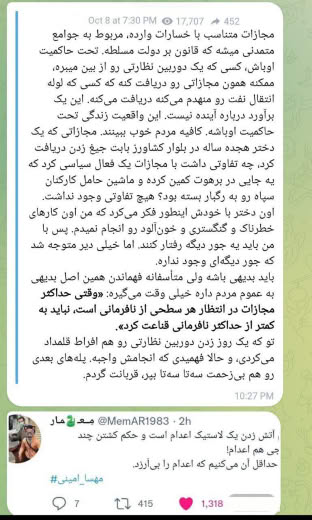 Oct 8 at 7:30 PM 17,707 452
مجازات متناسب با خسارات وارده، مربوط به جوامع
متمدنی میشه که قانون بر دولت مسلطه. تحت حاکمیت
اوباش، کسی که یک دوربین نظارتی رو از بین میبره،
ممکنه همون مجازاتی رو دریافت کنه که کسی که لوله
انتقال نفت رو منهدم می‌کنه دریافت می‌کنه. این یک
برآورد درباره آینده نیست. این واقعیت زندگی تحت
حاکمیت اوباشه. کافیه مردم خوب ببینند. مجازاتی که یک
دختر هجده ساله در بلوار کشاورز بابت جیغ زدن دریافت
کرد، چه تفاوتی داشت با مجازات یک فعال سیاسی کرد که
یه جایی در برهوت کمین کرده و ماشین حامل کارکنان
سپاه رو به رگبار بسته بود؟ هیچ تفاوتی وجود نداشت.
اون دختر با خودش اینطور فکر می‌کرد که من اون کارهای
خطرناک و گنگستری و خون‌آلود رو انجام نمیدم. پس با
من باید یه جور دیگه رفتار کنند. اما خیلی دیر متوجه شد
که جور دیگه‌ای وجود نداره.
باید بدیهی باشه ولی متأسفانه فهماندن همین اصل بدیهی
به عموم مردم داره خیلی وقت می‌گیره: «وقتی حداکثر
مجازات در انتظار هر سطحی از نافرمانی است، نباید به
کمتر از حداکثر نافرمانی قناعت کرد».
تو که یک روز زدن دوربین نظارتی رو هم افراط قلمداد
می‌کردی، و حالا فهمیدی که انجامش واجبه. پله‌های بعدی
رو هم بی‌زحمت سه‌تا سه‌تا بپر، قربانت گردم.
10:27 PM
مـعـمار @MemAR1983 · 2h
آتش زدن یک لاستیک اعدام است و حکم کشتن چند
جی هم اعدام!
حداقل آن می‌کنیم که اعدام را بی‌ارزد.
#مهسا_امینی
7 415 1,318